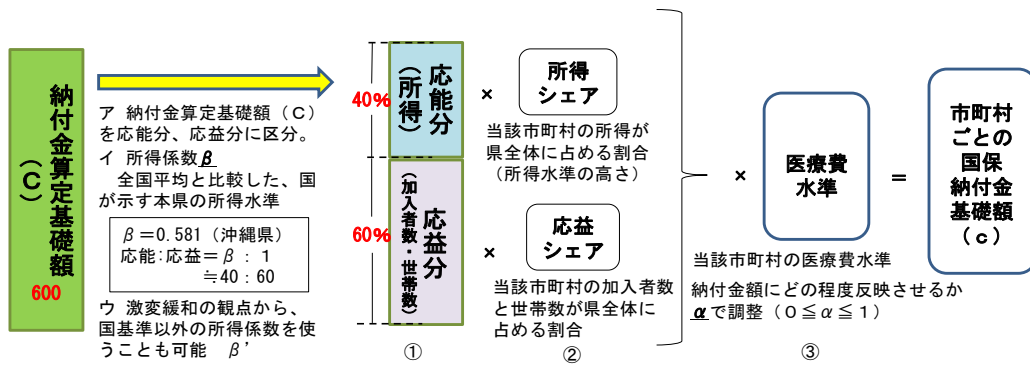 納付金算定基礎額
(C)
600
ア 納付金算定基礎額(C)
を応能分、応益分に区分。
イ 所得係数β
全国平均と比較した、国
が示す本県の所得水準
β=0.581(沖縄県)
応能:応益=β:1
≒40:60
ウ 激変緩和の観点から、
国基準以外の所得係数を使
うことも可能 β’
40%
応能分
(所得)
60%
応益分
(加入者数・世帯数)
①
×
所得
シェア
当該市町村の所得が
県全体に占める割合
(所得水準の高さ)
×
応益
シェア
当該市町村の加入者数
と世帯数が県全体に
占める割合
②
×
医療費
水準
当該市町村の医療費水準
納付金額にどの程度反映させるか
αで調整(0≦α≦1)
③
=
市町村
ごとの
国保
納付金
基礎額
(c)